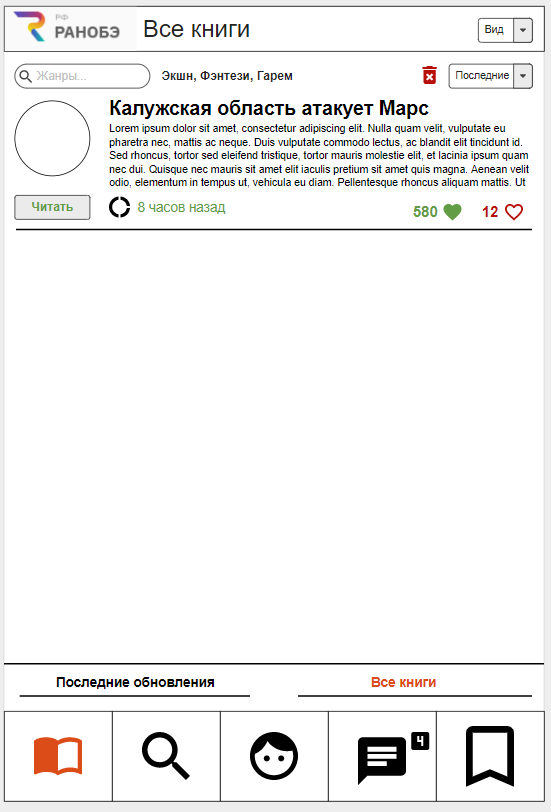 РФ
РАНОБЭ
Все книги
Вид
Жанры...
Экшн, Фэнтези, Гарем
Последние
Калужская область атакует Марс
Lorem ipsum dolor sit amet, consectetur adipiscing elit. Nulla quam velit, vulputate eu
pharetra nec, mattis ac neque. Duis vulputate commodo lectus, ac blandit elit tincidunt id.
Sed rhoncus, tortor sed eleifend tristique, tortor mauris molestie elit, et lacinia ipsum quam
nec dui. Quisque nec mauris sit amet elit iaculis pretium sit amet quis magna. Aenean velit
odio, elementum in tempus ut, vehicula eu diam. Pellentesque rhoncus aliquam mattis. Ut
Читать
8 часов назад
580
12
Последние обновления
Все книги
4